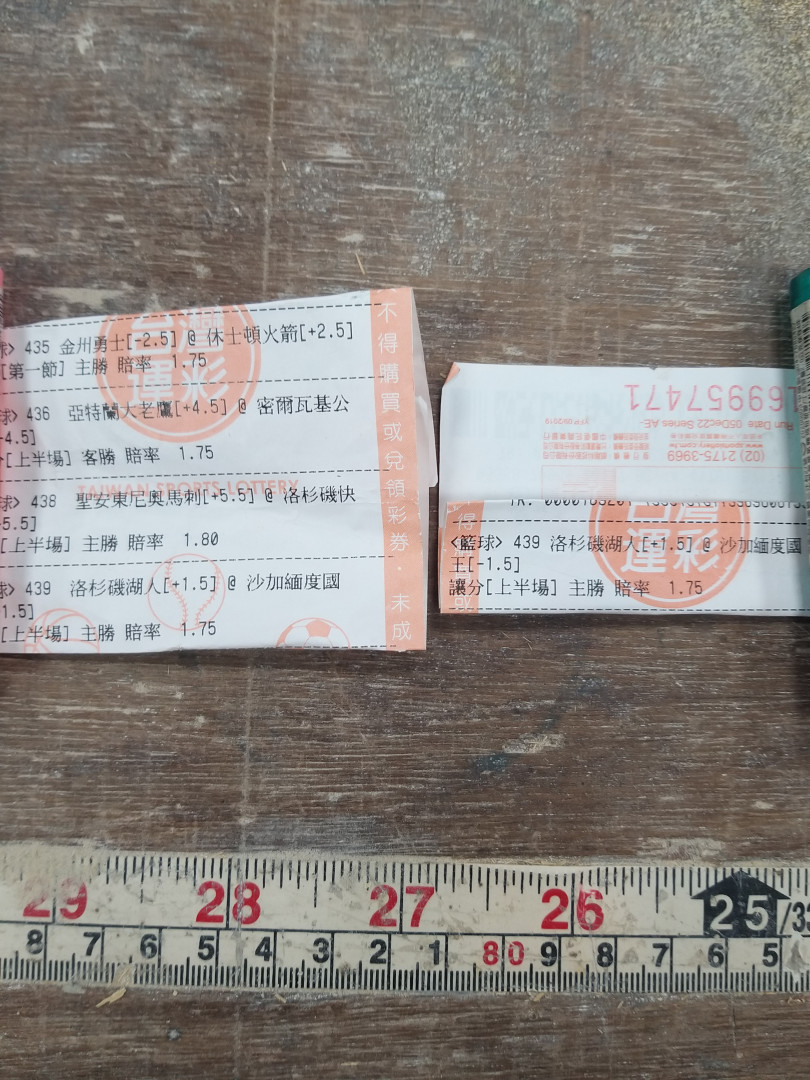 球> 435 金州勇士[-2.5] @ 休士頓火箭[+2.5]
[第一節] 主勝 賠率 1.75
球> 436 亞特蘭大老鷹[+4.5] @ 密爾瓦基公
-4.5]
[上半場] 客勝 賠率 1.75
球> 438 聖安東尼奧馬刺[+5.5] @ 洛杉磯快
-5.5]
[上半場] 主勝 賠率 1.80
球> 439 洛杉磯湖人[+1.5] @ 沙加緬度國
1.5]
[上半場] 主勝 賠率 1.75
台灣
運彩
TAIWAN SPORTS LOTTERY
不得購買或兌領彩券、未成
169957471
Run Date 05Dec22 Series AE-
(02) 2175-3969
<籃球> 439 洛杉磯湖人[+1.5] @ 沙加緬度國
王[-1.5]
讓分[上半場] 主勝 賠率 1.75
台灣
運彩
29 28 27 26 25/33
8 7 6 5 4 3 2 1 80 9 8 7 6 5